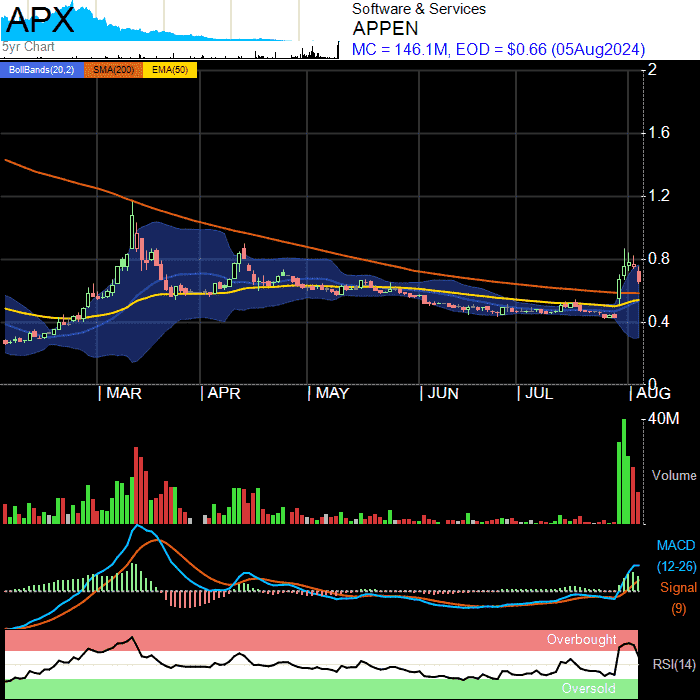 APX
5yr Chart
Software & Services
APPEN
MC = 146.1M, EOD = $0.66 (05Aug2024)
BollBands(20,2) SMA(200) EMA(50)
2
1.6
1.2
0.8
0.4
0
MAR APR MAY JUN JUL AUG
40M
Volume
MACD
(12-26)
Signal
(9)
Overbought
RSI(14)
Oversold